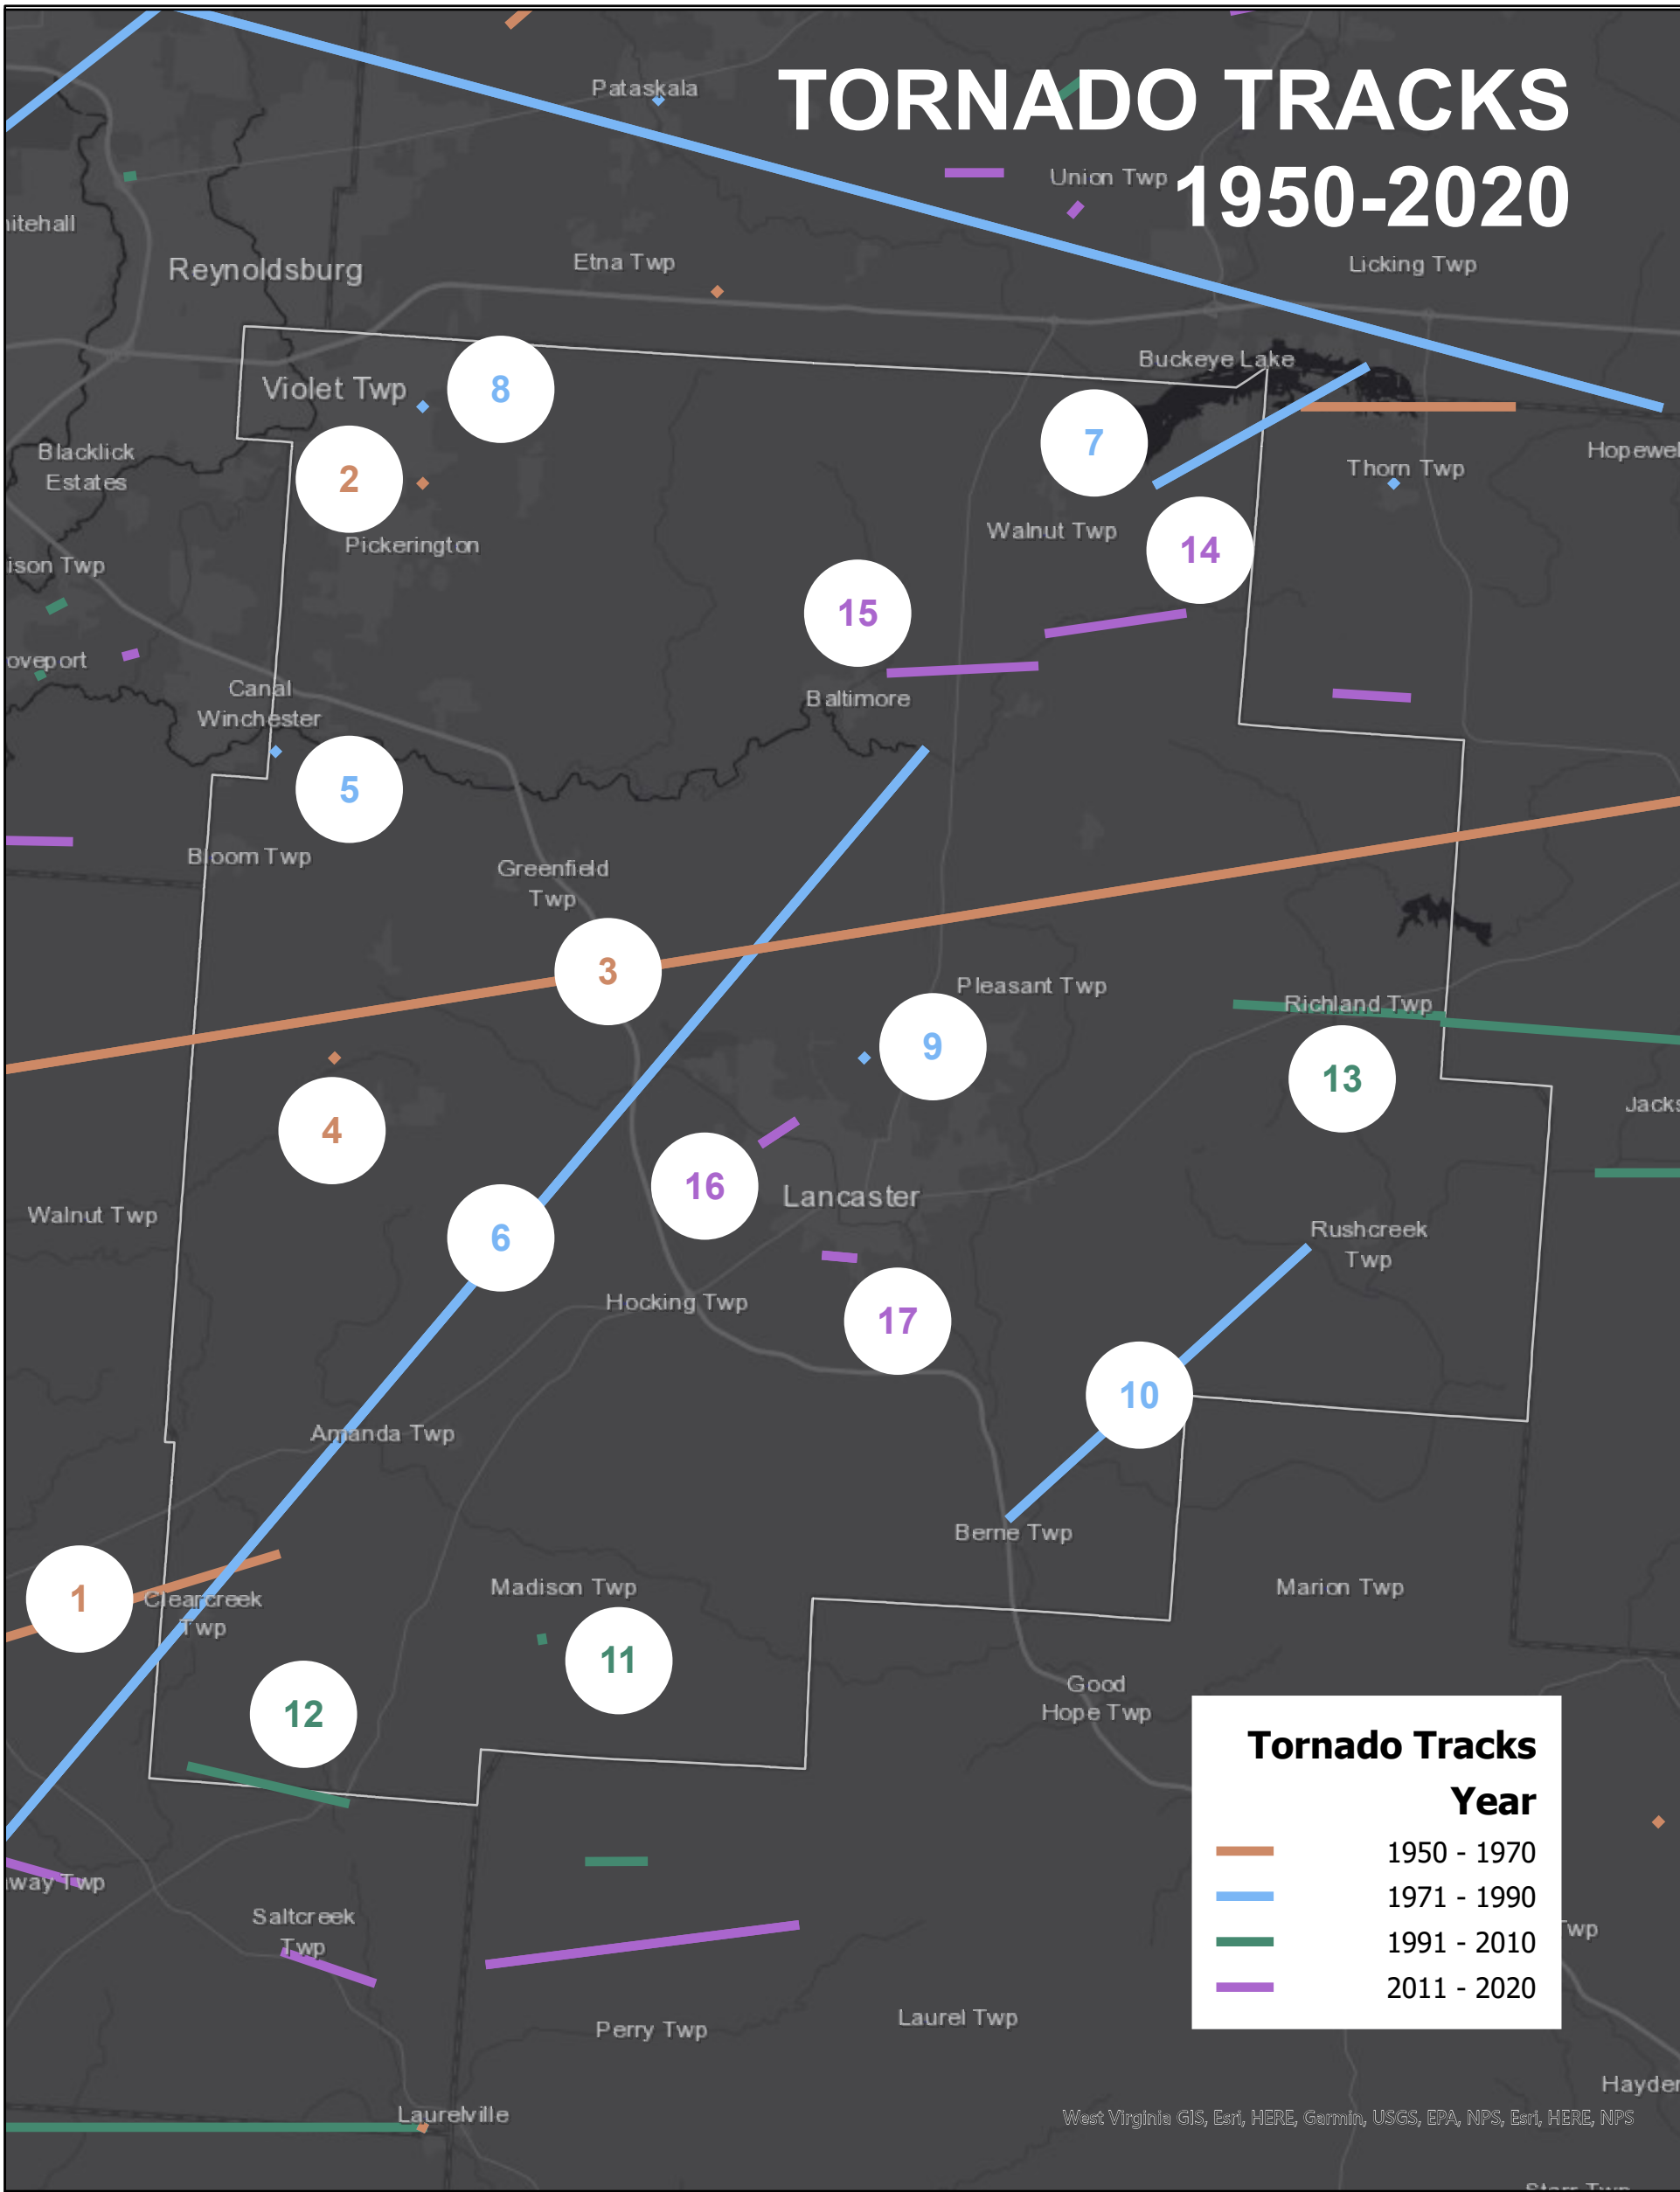 Pataskala
TORNADO TRACKS
1950-2020
Union Twp
itehall
Reynoldsburg
Etna Twp
Licking Twp
Buckeye Lake
Violet Twp
8
7
Blacklick
Estates
2
Thorn Twp
Hopewel
Walnut Twp
14
Pickerington
ison Twp
15
oveport
Canal
Winchester
Baltimore
5
Bloom Twp
Greenfield
Twp
3
Pleasant Twp
Richland Twp
9
13
4
Jacks
16
Lancaster
Walnut Twp
6
Rushcreek
Twp
Hocking Twp
17
10
Amanda Twp
Berne Twp
1
Clearcreek
Twp
Madison Twp
Marion Twp
11
12
Good
Hope Twp
Tornado Tracks
Year
1950 - 1970
1971 - 1990
1991 - 2010
2011 - 2020
way Twp
Saltcreek
Twp
Twp
Perry Twp
Laurel Twp
Hayden
Laurelville
West Virginia GIS, Esri, HERE, Garmin, USGS, EPA, NPS, Esri, HERE, NPS